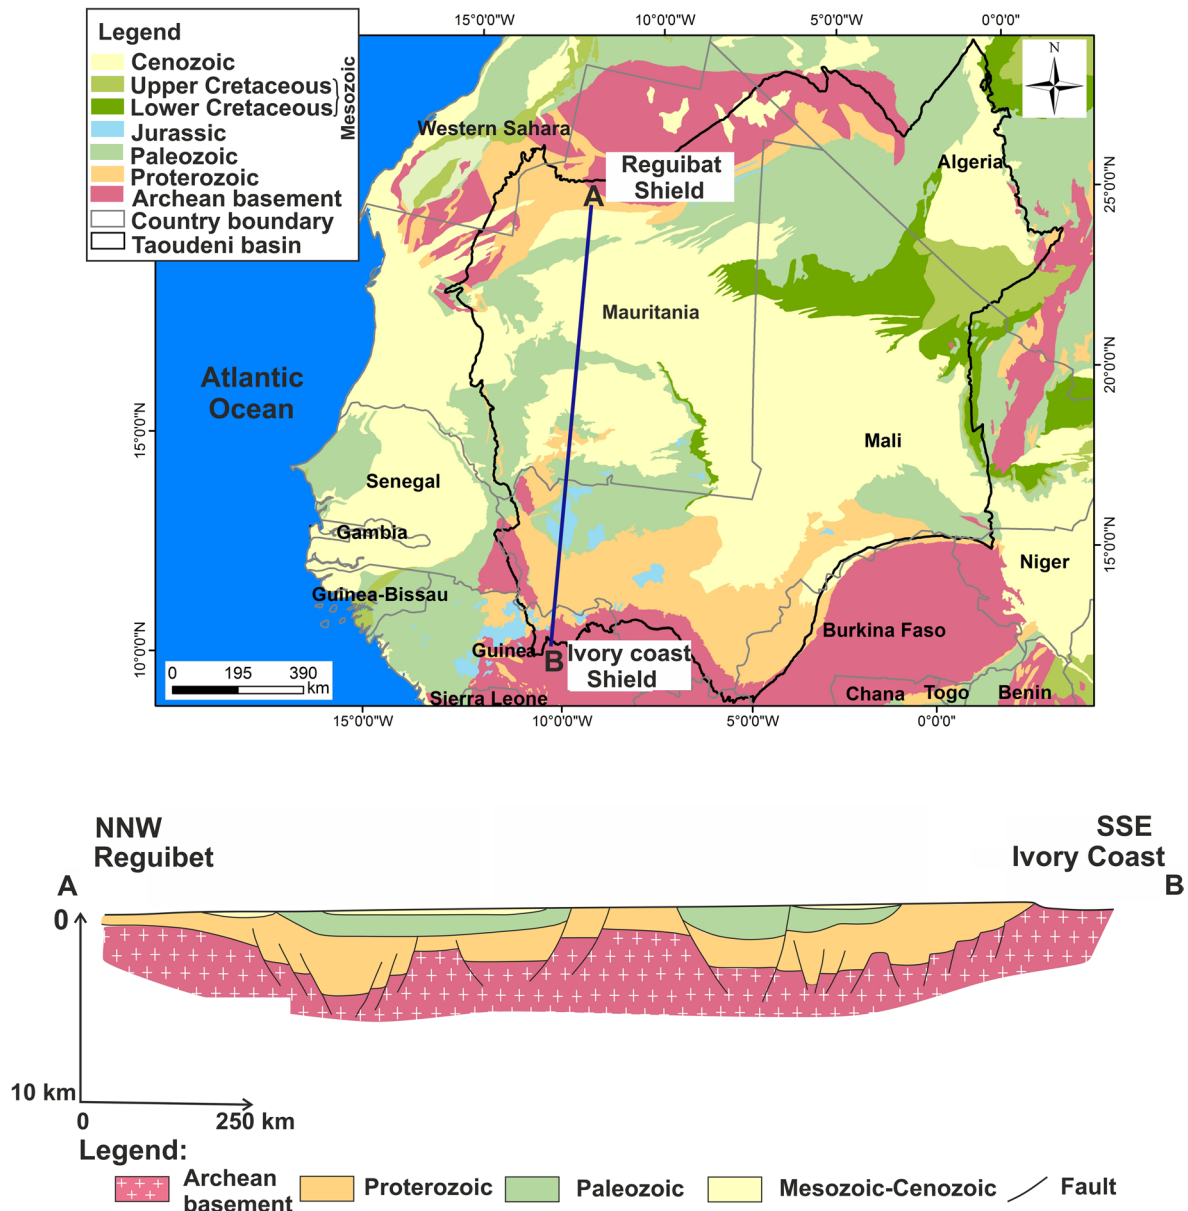 15°0'0"W
10°0'0"W
5°0'0"W
0°0'0"
Legend
Cenozoic
Upper Cretaceous
Lower Cretaceous
Mesozoic
Jurassic
Paleozoic
Proterozoic
Archean basement
Country boundary
Taoudeni basin
N
Western Sahara
Algeria
Reguibat
Shield
A
25°0'0"N
Mauritania
20°0'0"N
Atlantic
Ocean
15°0'0"N
Mali
Senegal
Gambia
15°0'0"N
Niger
Guinea-Bissau
Burkina Faso
10°0'0"N
Guinea
B
Ivory coast
Shield
0
195
390
km
Sierra Leone
Chana
Togo
Benin
15°0'0"W
10°0'0"W
5°0'0"W
0°0'0"
NNW
Reguibet
SSE
Ivory Coast
A
B
0
10 km
0
250 km
Legend:
Archean
basement
Proterozoic
Paleozoic
Mesozoic-Cenozoic
Fault